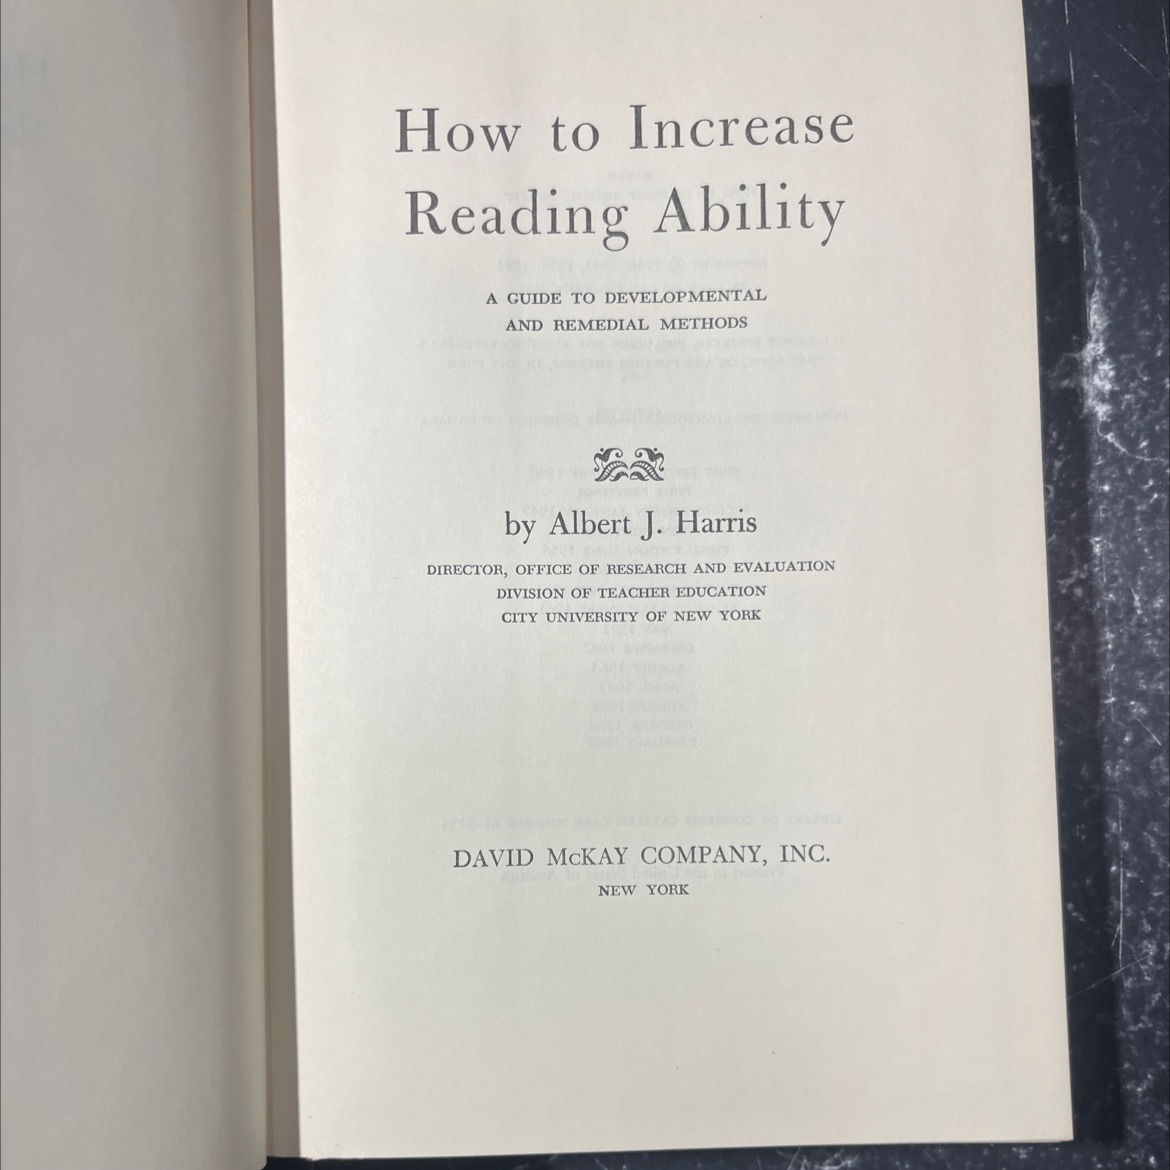 How to Increase
Reading Ability
A GUIDE TO DEVELOPMENTAL
AND REMEDIAL METHODS
by Albert J. Harris
DIRECTOR, OFFICE OF RESEARCH AND EVALUATION
DIVISION OF TEACHER EDUCATION
CITY UNIVERSITY OF NEW YORK
DAVID McKAY COMPANY, INC.
NEW YORK